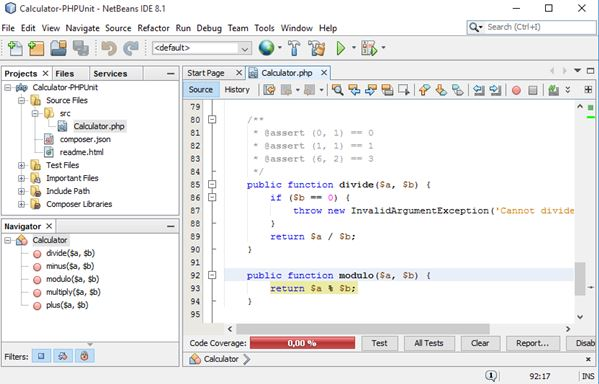 Calculator-PHPUnit - NetBeans IDE 8.1
File Edit View Navigate Source Refactor Run Debug Team Tools Window Help
Search (Ctrl+I)
<default>
Projects Files Services
Calculator-PHPUnit
Source Files
src
Calculator.php
composer.json
readme.html
Test Files
Important Files
Include Path
Composer Libraries
Navigator
Calculator
divide($a, $b)
minus($a, $b)
modulo($a, $b)
multiply($a, $b)
plus($a, $b)
Filters:
Start Page Calculator.php
Source History
79
80 /**
81 * @assert (0, 1) == 0
82 * @assert (1, 1) == 1
83 * @assert (6, 2) == 3
84 */
85 public function divide($a, $b) {
86 if ($b == 0) {
87 throw new InvalidArgumentException('Cannot divide
88 }
89 return $a / $b;
90 }
91
92 public function modulo($a, $b) {
93 return $a % $b;
94 }
95
Code Coverage: 0,00 % Test All Tests Clear Report... Disab
Calculator
1 92:17 INS